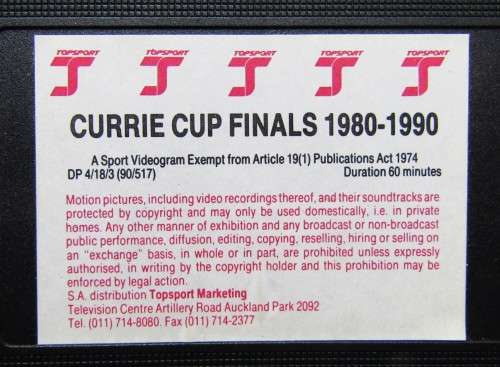 TOPSPORT TOPSPORT TOPSPORT TOPSPORT TOPSPORT
CURRIE CUP FINALS 1980-1990
A Sport Videogram Exempt from Article 19(1) Publications Act 1974
DP 4/18/3 (90/517) Duration 60 minutes
Motion pictures, including video recordings thereof, and their soundtracks are
protected by copyright and may only be used domestically, i.e. in private
homes. Any other manner of exhibition and any broadcast or non-broadcast
public performance, diffusion, editing, copying, reselling, hiring or selling on
an "exchange" basis, in whole or in part, are prohibited unless expressly
authorised, in writing by the copyright holder and this prohibition may be
enforced by legal action.
S.A. distribution Topsport Marketing
Television Centre Artillery Road Auckland Park 2092
Tel. (011) 714-8080. Fax (011) 714-2377